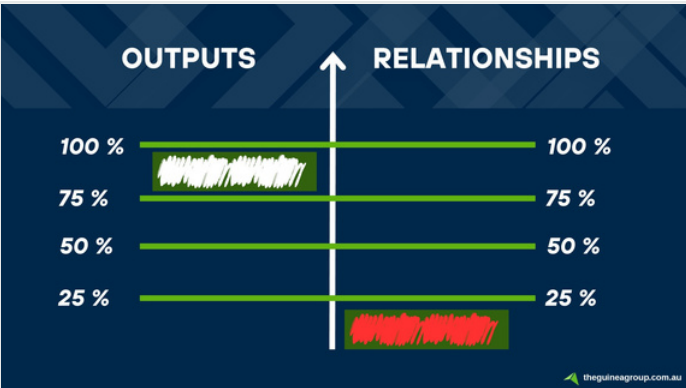 OUTPUTS RELATIONSHIPS
100 % 100 %
75 % 75 %
50 % 50 %
25 % 25 %
theguineagroup.com.au